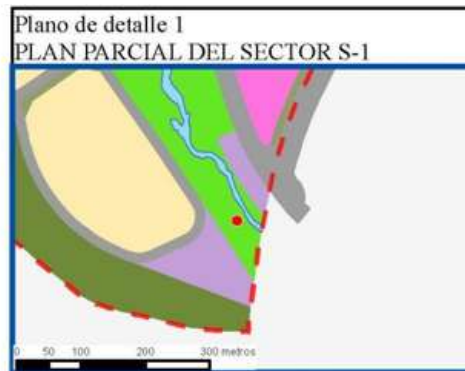 Plano de detalle 1
PLAN PARCIAL DEL SECTOR S-1
0 50 100 200 300 metros